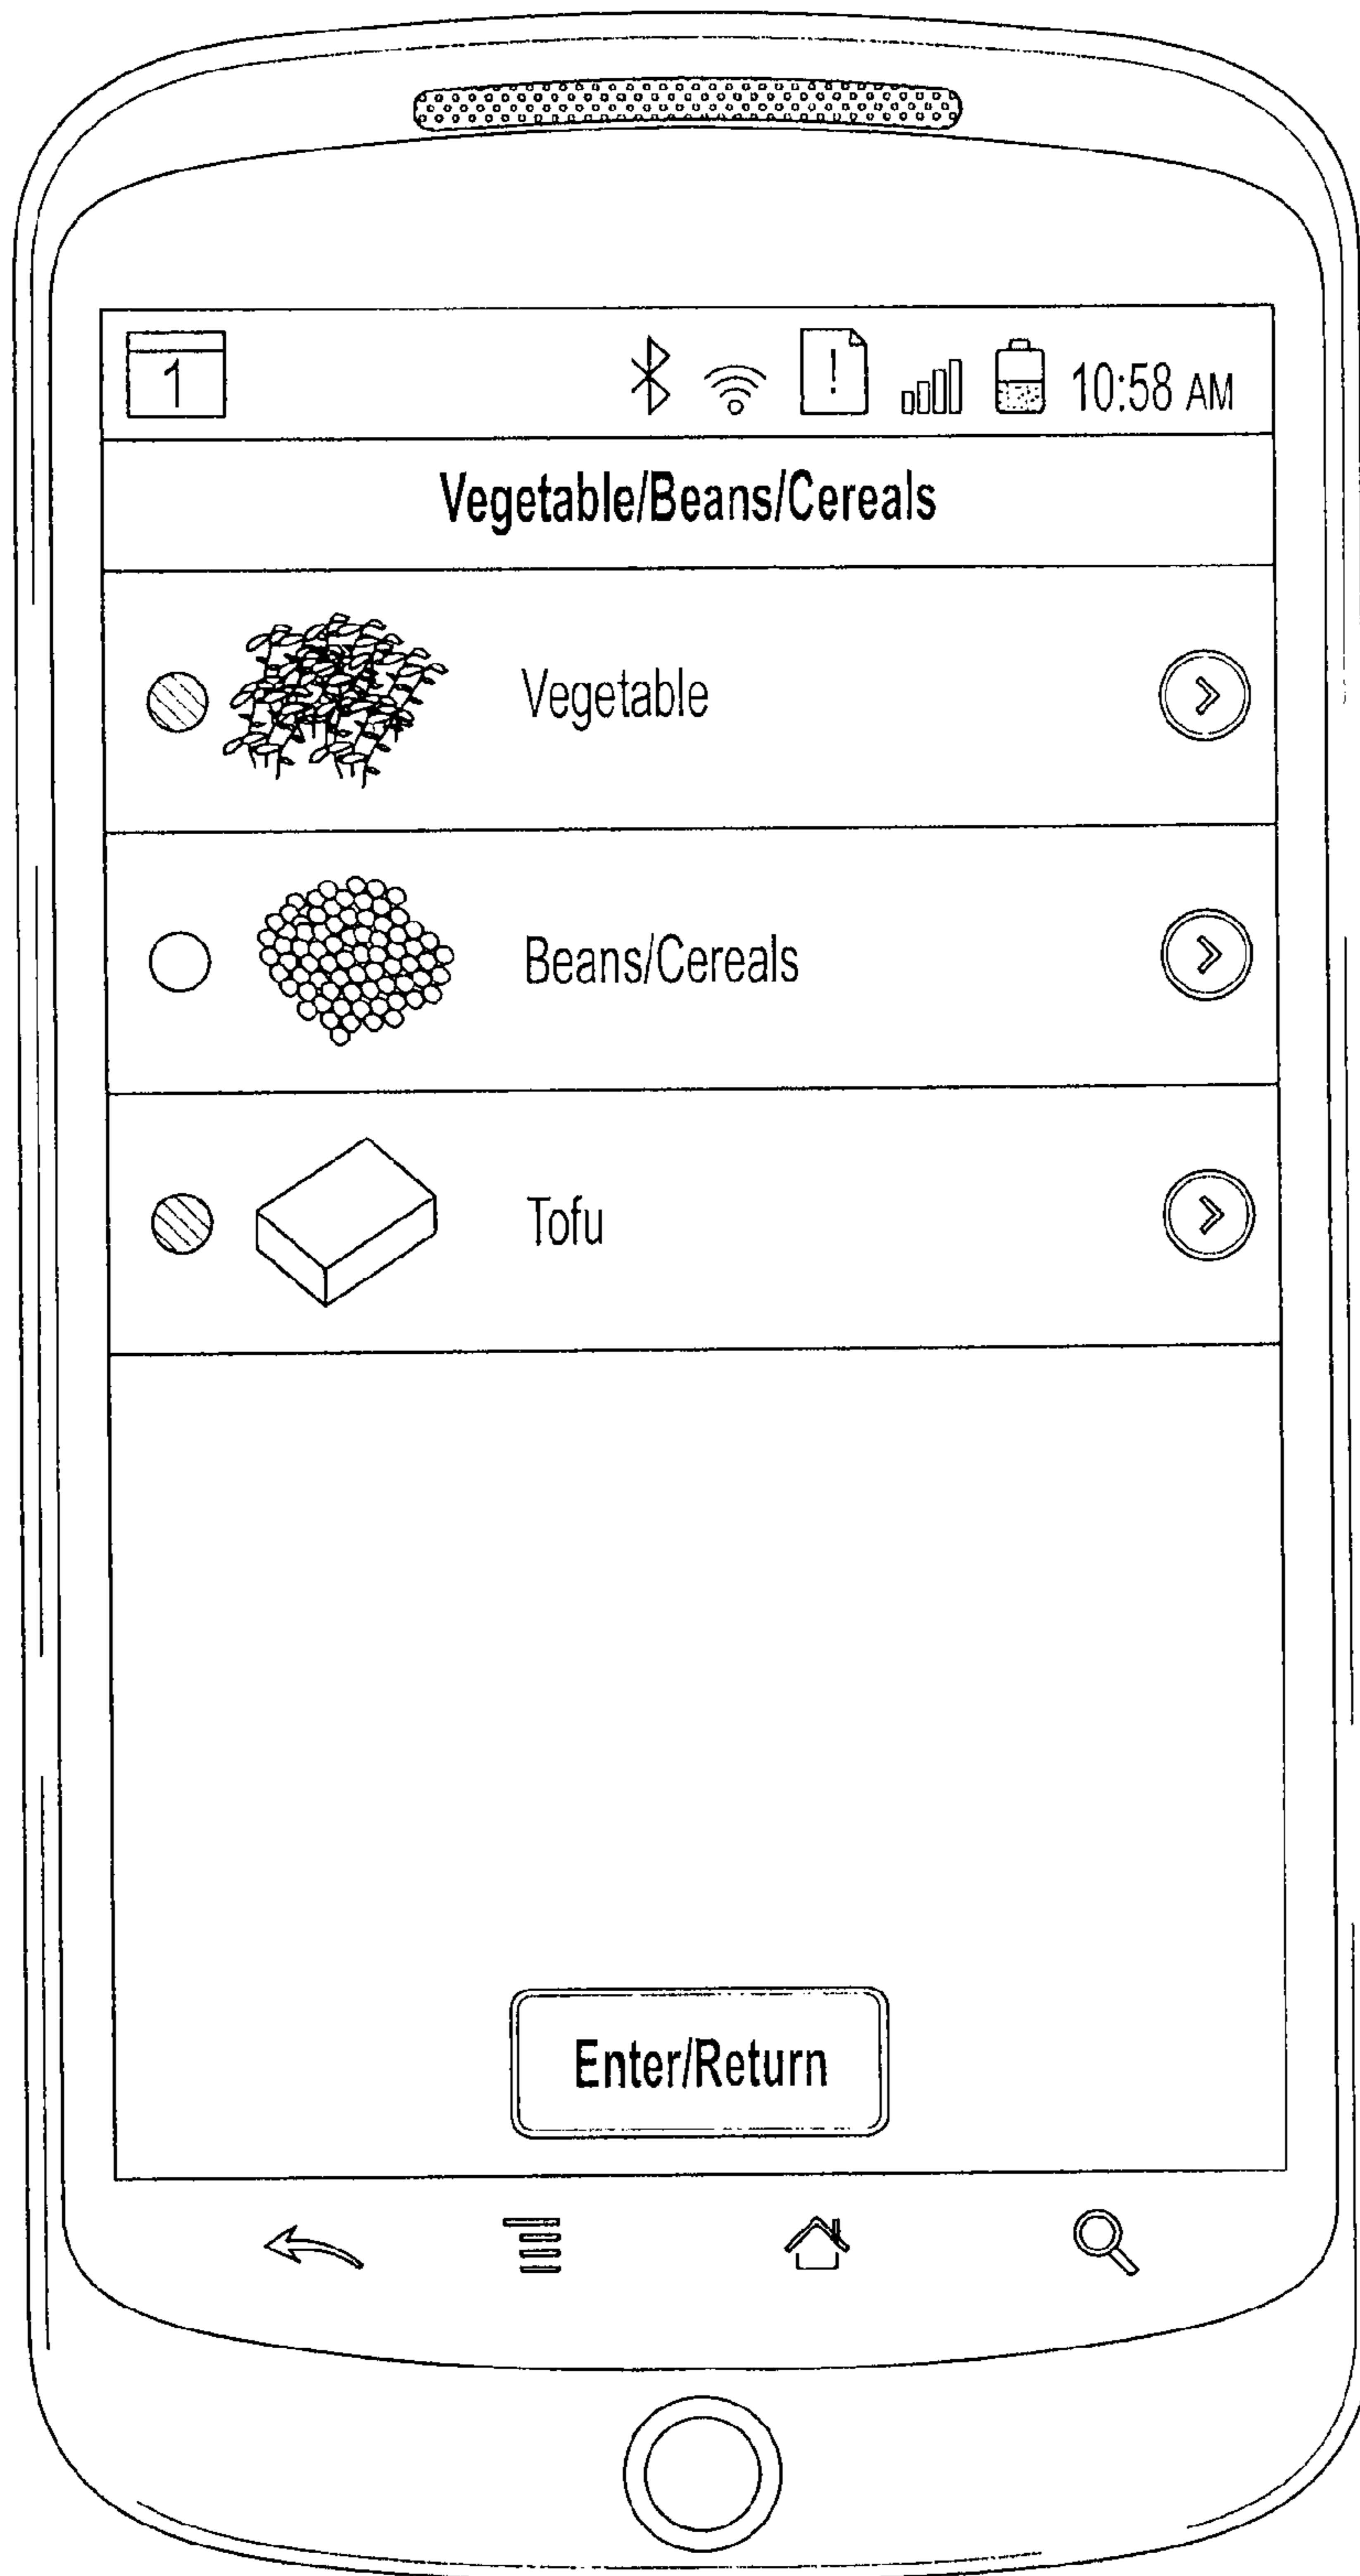 1 ! 10:58 AM
Vegetable/Beans/Cereals
Vegetable
Beans/Cereals
Tofu
Enter/Return